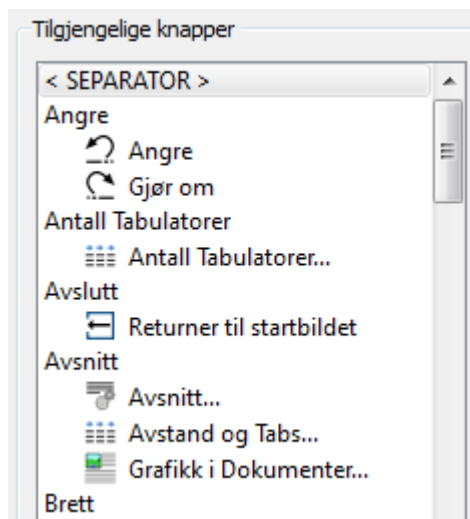 Tilgjengelige knapper
< SEPARATOR >
Angre
Angre
Gjør om
Antall Tabulatorer
Antall Tabulatorer...
Avslutt
Returner til startbildet
Avsnitt
Avsnitt...
Avstand og Tabs...
Grafikk i Dokumenter...
Brett